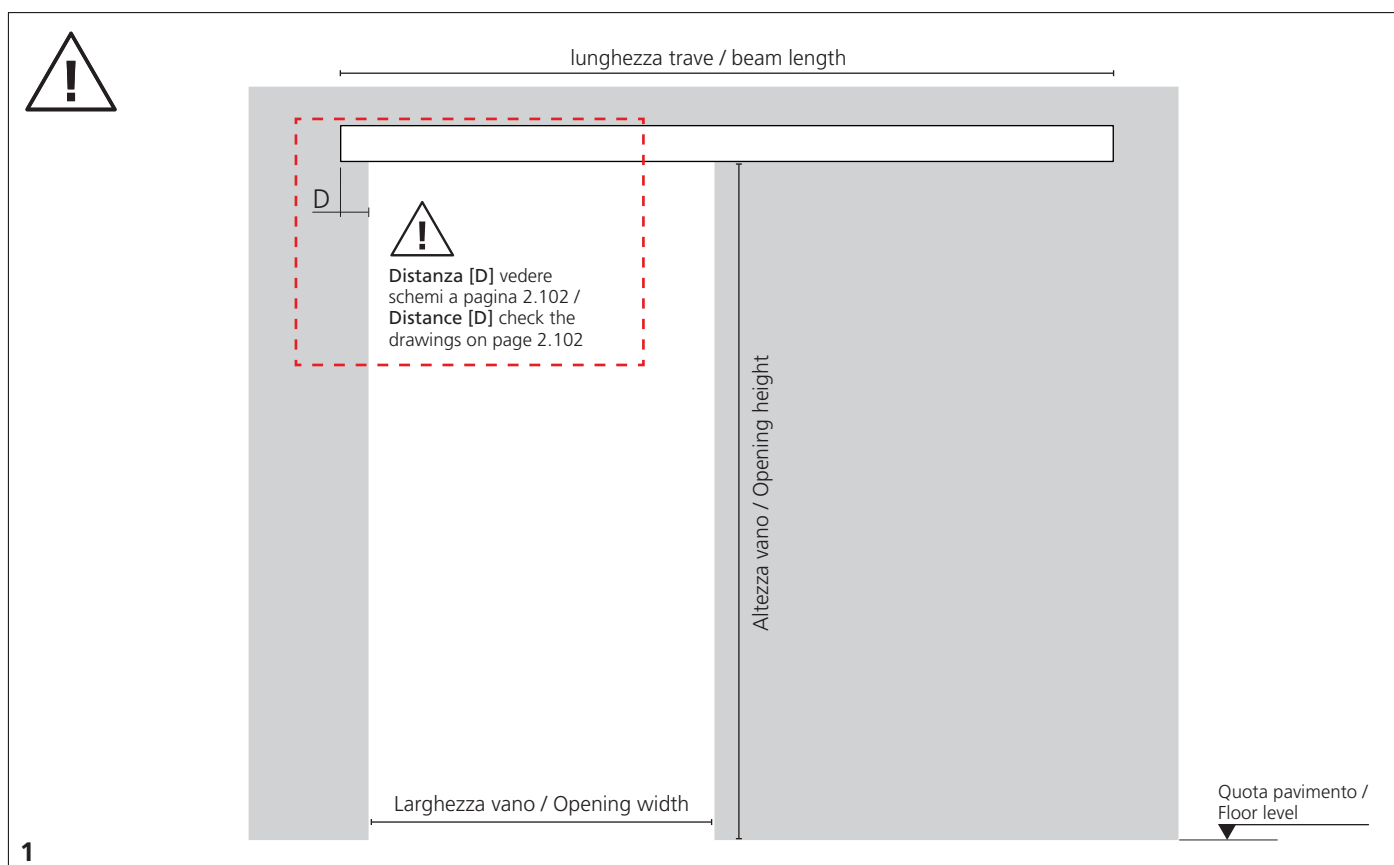 lunghezza trave / beam length
D
Distanza [D] vedere
schemi a pagina 2.102 /
Distance [D] check the
drawings on page 2.102
Altezza vano / Opening height
Larghezza vano / Opening width
Quota pavimento /
Floor level
1